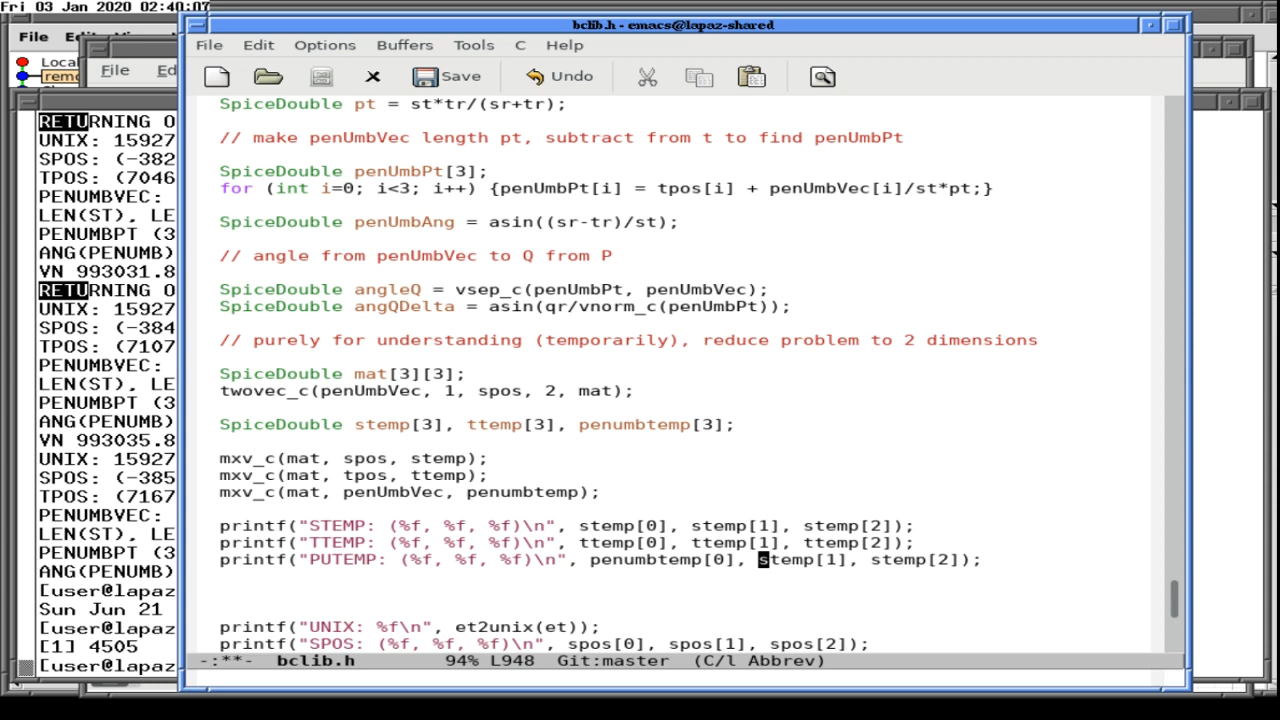 Fri 03 Jan 2020 02:40:07
bclib.h - emacs@lapaz-shared
File
File Edit Options Buffers Tools C Help
Save Undo
Local
File Ed
SpiceDouble pt = st*tr/(sr+tr);
// make penUmbVec length pt, subtract from t to find penUmbPt
SpiceDouble penUmbPt[3];
for (int i=0; i<3; i++) {penUmbPt[i] = tpos[i] + penUmbVec[i]/st*pt;}
SpiceDouble penUmbAng = asin((sr-tr)/st);
// angle from penUmbVec to Q from P
SpiceDouble angleQ = vsep_c(penUmbPt, penUmbVec);
SpiceDouble angQDelta = asin(qr/vnorm_c(penUmbPt));
// purely for understanding (temporarily), reduce problem to 2 dimensions
SpiceDouble mat[3][3];
twovec_c(penUmbVec, 1, spos, 2, mat);
SpiceDouble stemp[3], ttemp[3], penumbtemp[3];
mxv_c(mat, spos, stemp);
mxv_c(mat, tpos, ttemp);
mxv_c(mat, penUmbVec, penumbtemp);
printf("STEMP: (%f, %f, %f)\n", stemp[0], stemp[1], stemp[2]);
printf("TTEMP: (%f, %f, %f)\n", ttemp[0], ttemp[1], ttemp[2]);
printf("PUTEMP: (%f, %f, %f)\n", penumbtemp[0], stemp[1], stemp[2]);
printf("UNIX: %f\n", et2unix(et));
printf("SPOS: (%f, %f, %f)\n", spos[0], spos[1], spos[2]);
-:**- bclib.h 94% L948 Git:master (C/l Abbrev)
RETURNING O
UNIX: 15927
SPOS: (-382
TPOS: (7046
PENUMBVEC:
LEN(ST), LE
PENUMBPT (3
ANG(PENUMB)
VN 993031.8
RETURNING O
UNIX: 15927
SPOS: (-384
TPOS: (7107
PENUMBVEC:
LEN(ST), LE
PENUMBPT (3
ANG(PENUMB)
VN 993035.8
UNIX: 15927
SPOS: (-385
TPOS: (7167
PENUMBVEC:
LEN(ST), LE
PENUMBPT (3
ANG(PENUMB)
[user@lapaz
Sun Jun 21
[user@lapaz
[1] 4505
[user@lapaz